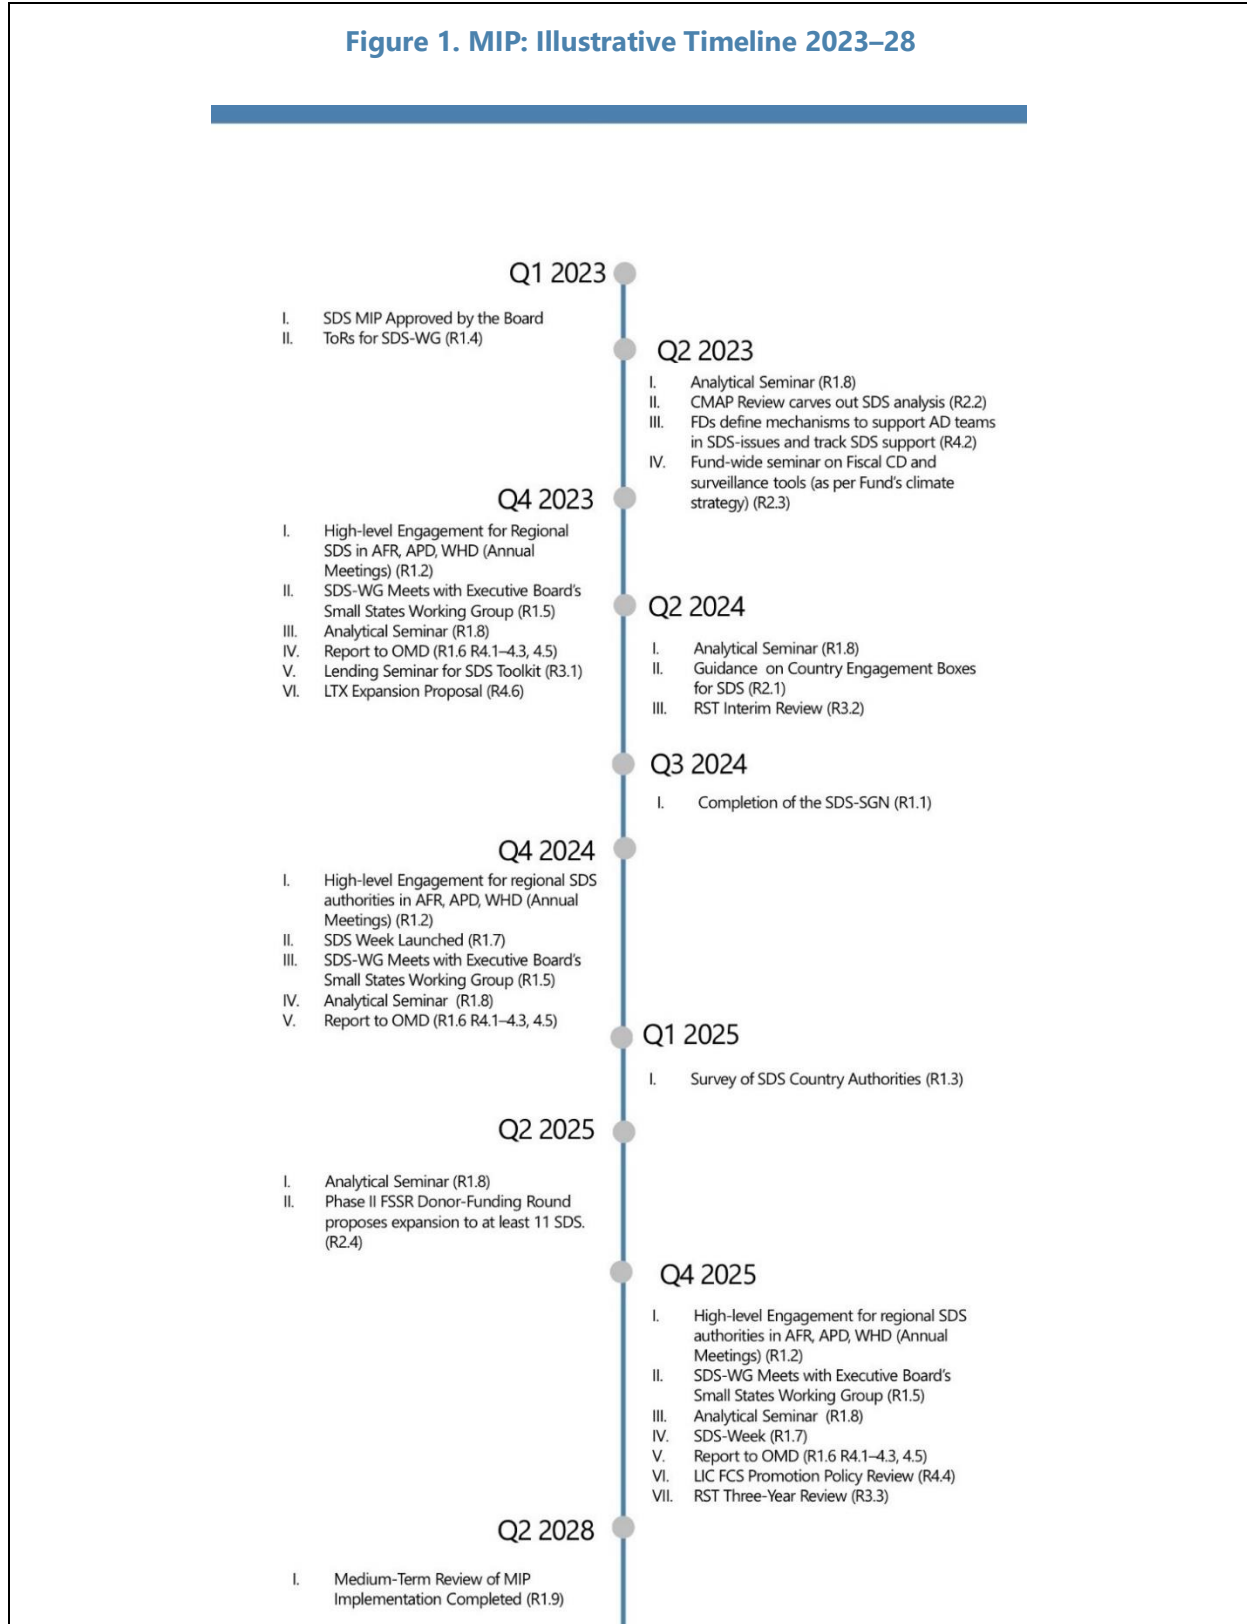 Figure 1. MIP: Illustrative Timeline 2023–28
Q1 2023
I. SDS MIP Approved by the Board
II. ToRs for SDS-WG (R1.4)
Q2 2023
I. Analytical Seminar (R1.8)
II. CMAP Review carves out SDS analysis (R2.2)
III. FDs define mechanisms to support AD teams
in SDS-issues and track SDS support (R4.2)
IV. Fund-wide seminar on Fiscal CD and
surveillance tools (as per Fund's climate
strategy) (R2.3)
Q4 2023
I. High-level Engagement for Regional
SDS in AFR, APD, WHD (Annual
Meetings) (R1.2)
II. SDS-WG Meets with Executive Board's
Small States Working Group (R1.5)
III. Analytical Seminar (R1.8)
IV. Report to OMD (R1.6 R4.1–4.3, 4.5)
V. Lending Seminar for SDS Toolkit (R3.1)
VI. LTX Expansion Proposal (R4.6)
Q2 2024
I. Analytical Seminar (R1.8)
II. Guidance on Country Engagement Boxes
for SDS (R2.1)
III. RST Interim Review (R3.2)
Q3 2024
I. Completion of the SDS-SGN (R1.1)
Q4 2024
I. High-level Engagement for regional SDS
authorities in AFR, APD, WHD (Annual
Meetings) (R1.2)
II. SDS Week Launched (R1.7)
III. SDS-WG Meets with Executive Board's
Small States Working Group (R1.5)
IV. Analytical Seminar (R1.8)
V. Report to OMD (R1.6 R4.1–4.3, 4.5)
Q1 2025
I. Survey of SDS Country Authorities (R1.3)
Q2 2025
I. Analytical Seminar (R1.8)
II. Phase II FSSR Donor-Funding Round
proposes expansion to at least 11 SDS.
(R2.4)
Q4 2025
I. High-level Engagement for regional SDS
authorities in AFR, APD, WHD (Annual
Meetings) (R1.2)
II. SDS-WG Meets with Executive Board's
Small States Working Group (R1.5)
III. Analytical Seminar (R1.8)
IV. SDS-Week (R1.7)
V. Report to OMD (R1.6 R4.1–4.3, 4.5)
VI. LIC FCS Promotion Policy Review (R4.4)
VII. RST Three-Year Review (R3.3)
Q2 2028
I. Medium-Term Review of MIP
Implementation Completed (R1.9)